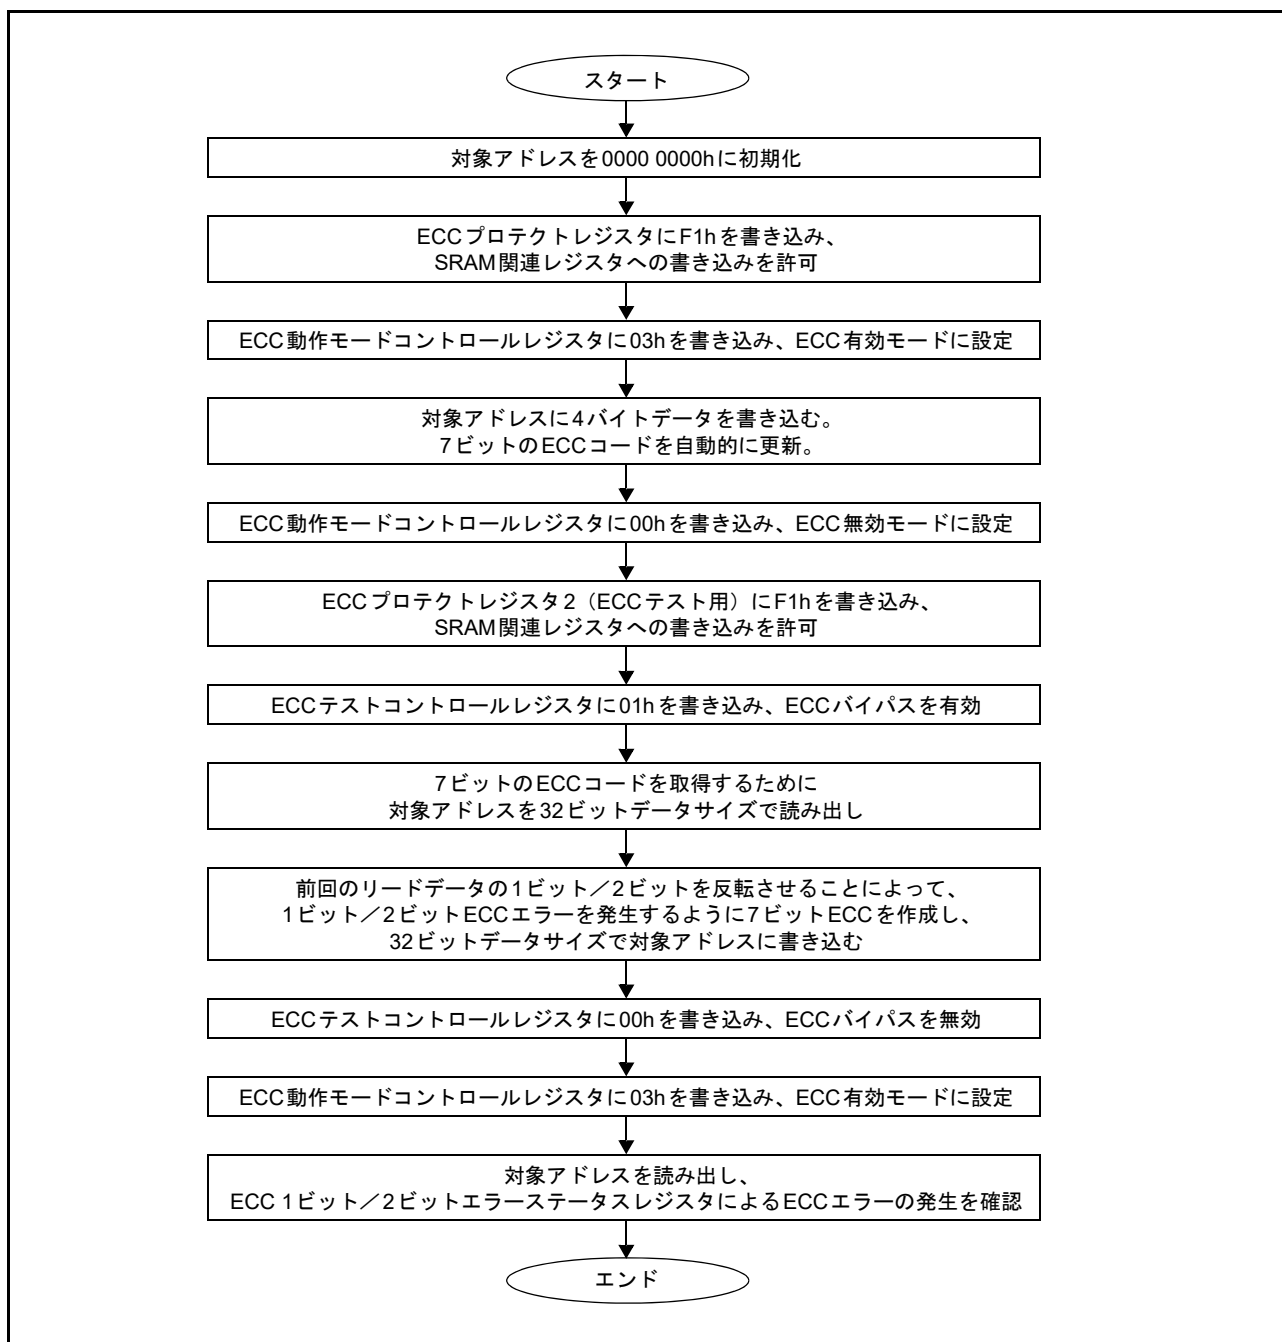 スタート
対象アドレスを0000 0000hに初期化
ECCプロテクトレジスタにF1hを書き込み、
SRAM関連レジスタへの書き込みを許可
ECC動作モードコントロールレジスタに03hを書き込み、ECC有効モードに設定
対象アドレスに4バイトデータを書き込む。
7ビットのECCコードを自動的に更新。
ECC動作モードコントロールレジスタに00hを書き込み、ECC無効モードに設定
ECCプロテクトレジスタ2（ECCテスト用）にF1hを書き込み、
SRAM関連レジスタへの書き込みを許可
ECCテストコントロールレジスタに01hを書き込み、ECCバイパスを有効
7ビットのECCコードを取得するために
対象アドレスを32ビットデータサイズで読み出し
前回のリードデータの1ビット／2ビットを反転させることによって、
1ビット／2ビットECCエラーを発生するように7ビットECCを作成し、
32ビットデータサイズで対象アドレスに書き込む
ECCテストコントロールレジスタに00hを書き込み、ECCバイパスを無効
ECC動作モードコントロールレジスタに03hを書き込み、ECC有効モードに設定
対象アドレスを読み出し、
ECC 1ビット／2ビットエラーステータスレジスタによるECCエラーの発生を確認
エンド